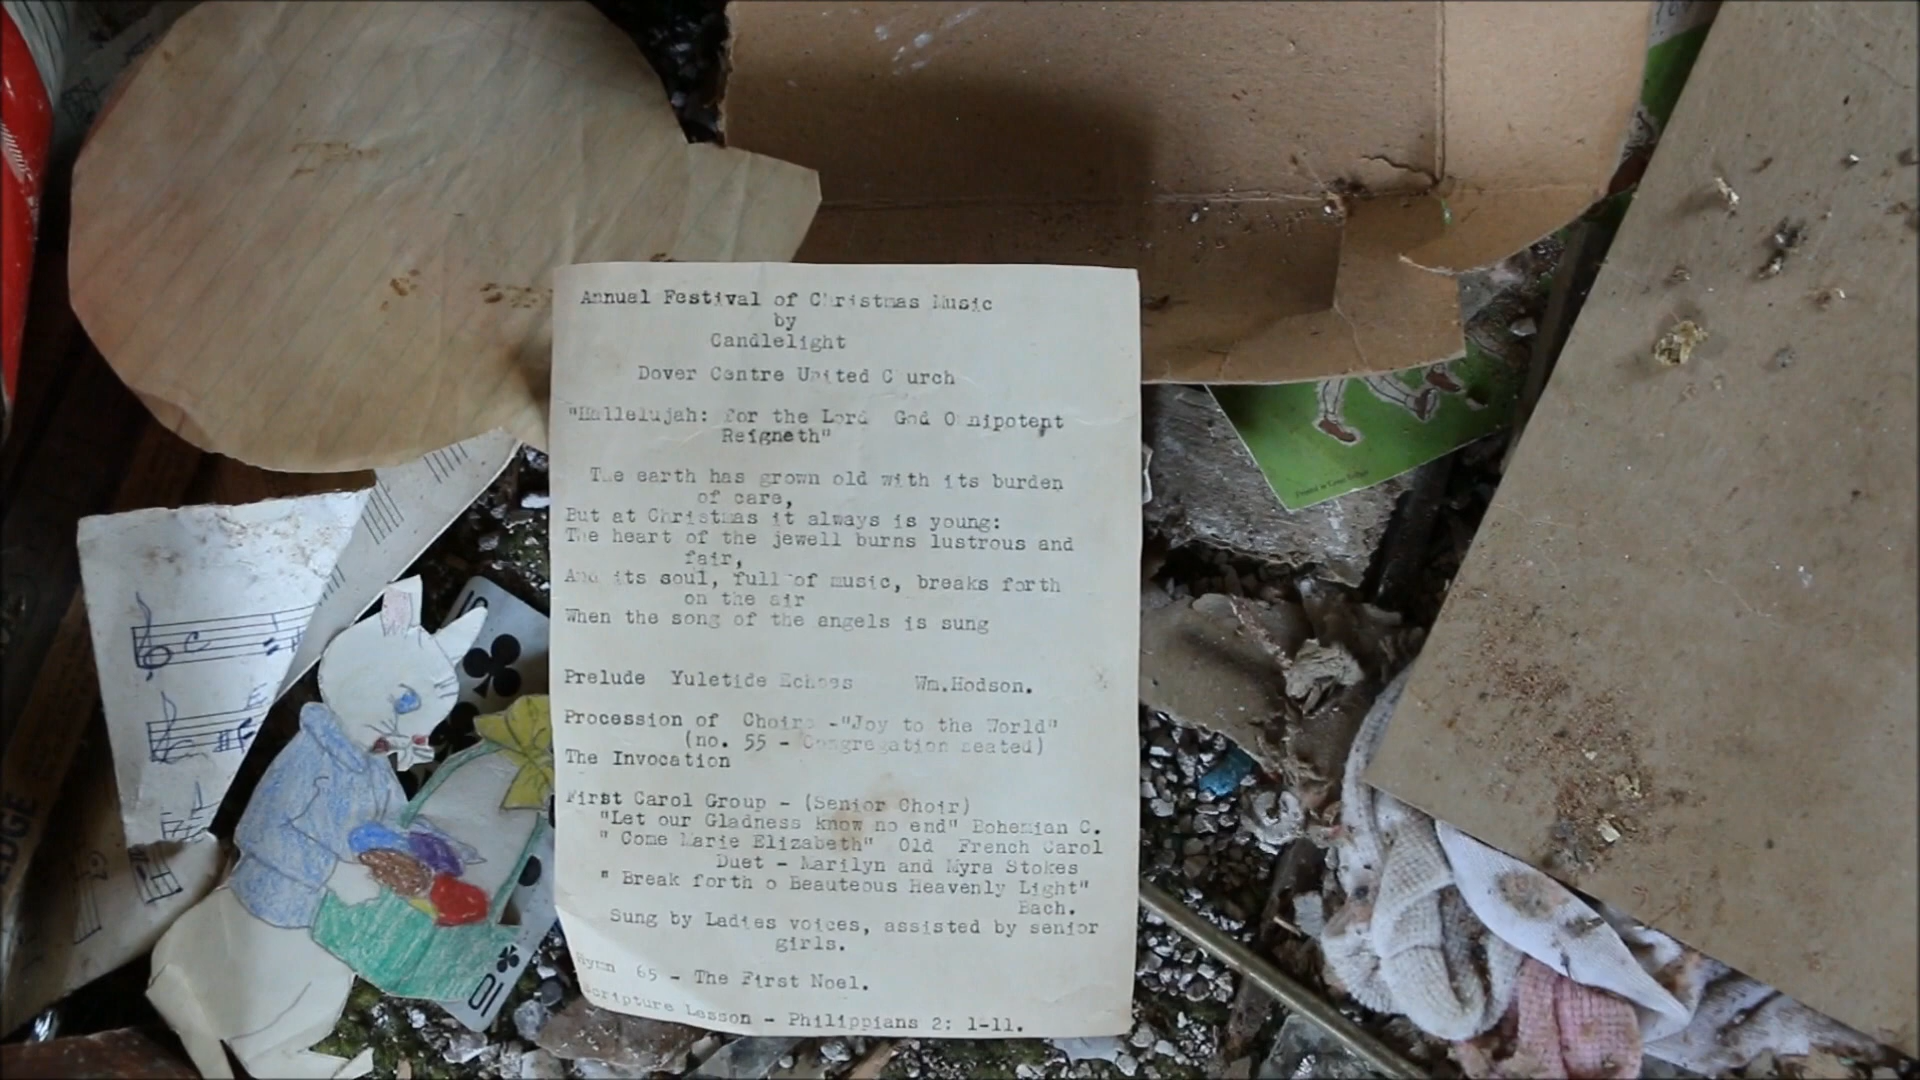 Annual Festival of Christmas Music
by
Candlelight
Dover Centre United Church
"Hallelujah: for the Lord God Omnipotent
Reigneth"
The earth has grown old with its burden
of care,
But at Christmas it always is young:
The heart of the jewell burns lustrous and
fair,
And its soul, full of music, breaks forth
on the air
When the song of the angels is sung
Prelude Yuletide Echoes Wm.Hodson.
Procession of Choirs -"Joy to the World"
(no. 55 - Congregation seated)
The Invocation
First Carol Group - (Senior Choir)
"Let our Gladness know no end" Bohemian C.
" Come Marie Elizabeth" Old French Carol
Duet - Marilyn and Myra Stokes
" Break forth o Beauteous Heavenly Light"
Bach.
Sung by Ladies voices, assisted by senior
girls.
Hymn 65 - The First Noel.
Scripture Lesson - Philippians 2: 1-11.
10
EDGE